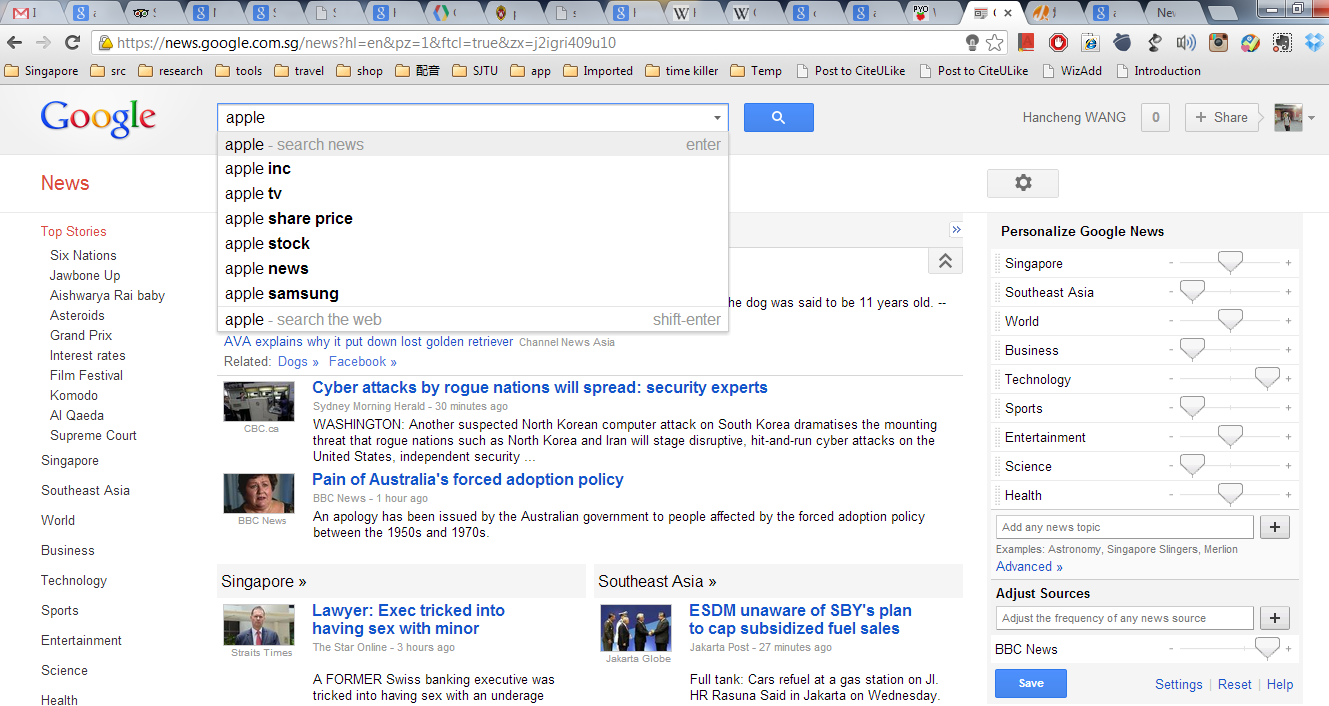 https://news.google.com.sg/news?hl=en&pz=1&ftcl=true&zx=j2igri409u10
Singapore src research tools travel shop 配音 SJTU app Imported time killer Temp Post to CiteULike Post to CiteULike WizAdd Introduction
Google
apple
Hancheng WANG 0 + Share
apple - search news enter
apple inc
apple tv
apple share price
apple stock
apple news
apple samsung
apple - search the web shift-enter
News
Top Stories
Six Nations
Jawbone Up
Aishwarya Rai baby
Asteroids
Grand Prix
Interest rates
Film Festival
Komodo
Al Qaeda
Supreme Court
Singapore
Southeast Asia
World
Business
Technology
Sports
Entertainment
Science
Health
he dog was said to be 11 years old. --
AVA explains why it put down lost golden retriever Channel News Asia
Related: Dogs » Facebook »
Cyber attacks by rogue nations will spread: security experts
Sydney Morning Herald - 30 minutes ago
CBC.ca
WASHINGTON: Another suspected North Korean computer attack on South Korea dramatises the mounting
threat that rogue nations such as North Korea and Iran will stage disruptive, hit-and-run cyber attacks on the
United States, independent security ...
Pain of Australia's forced adoption policy
BBC News - 1 hour ago
BBC News
An apology has been issued by the Australian government to people affected by the forced adoption policy
between the 1950s and 1970s.
Singapore »
Lawyer: Exec tricked into
having sex with minor
The Star Online - 3 hours ago
Straits Times
A FORMER Swiss banking executive was
tricked into having sex with an underage
Southeast Asia »
ESDM unaware of SBY's plan
to cap subsidized fuel sales
Jakarta Post - 27 minutes ago
Jakarta Globe
Full tank: Cars refuel at a gas station on Jl.
HR Rasuna Said in Jakarta on Wednesday.
Personalize Google News
Singapore - +
Southeast Asia - +
World - +
Business - +
Technology - +
Sports - +
Entertainment - +
Science - +
Health - +
Add any news topic +
Examples: Astronomy, Singapore Slingers, Merlion
Advanced »
Adjust Sources
Adjust the frequency of any news source +
BBC News - +
Save Settings | Reset | Help